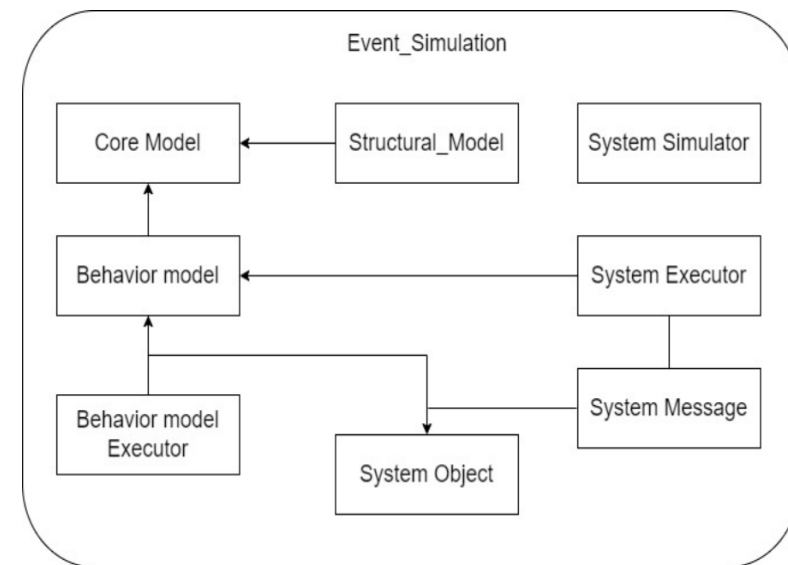 Event_Simulation
Core Model
Structural_Model
System Simulator
Behavior model
System Executor
Behavior model
Executor
System Object
System Message